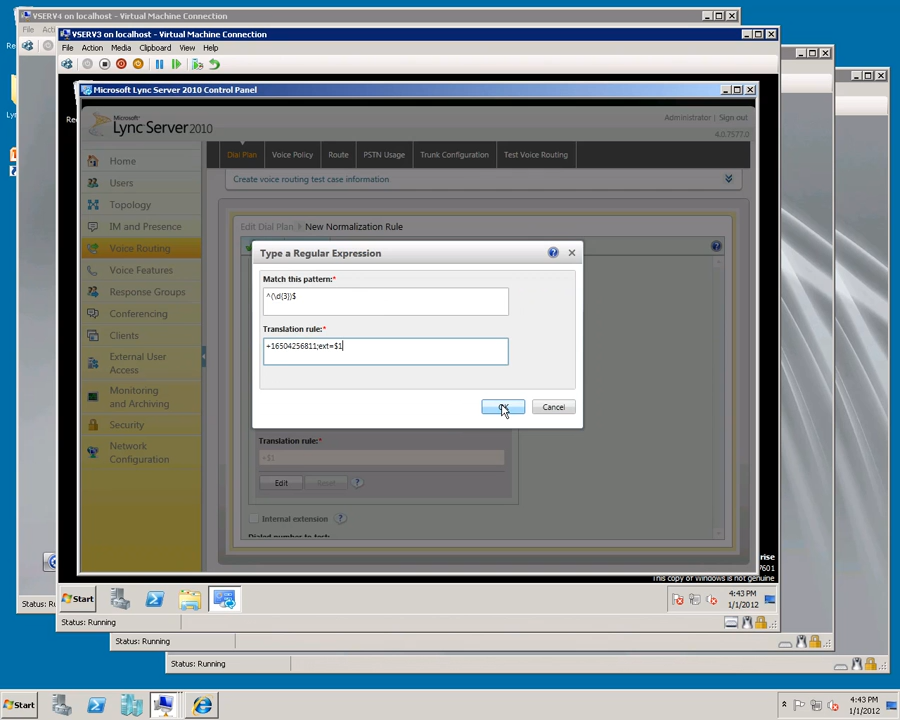 VSERV4 on localhost - Virtual Machine Connection
File
VSERV3 on localhost - Virtual Machine Connection
File Action Media Clipboard View Help
Microsoft Lync Server 2010 Control Panel
Microsoft
Lync Server 2010
Administrator | Sign out
4.0.7577.0
Home
Users
Topology
IM and Presence
Voice Routing
Voice Features
Response Groups
Conferencing
Clients
External User
Access
Monitoring
and Archiving
Security
Network
Configuration
Dial Plan Voice Policy Route PSTN Usage Trunk Configuration Test Voice Routing
Create voice routing test case information
Edit Dial Plan New Normalization Rule
Type a Regular Expression
Match this pattern:*
^(\d{3})$
Translation rule:*
+16504256811;ext=$1
OK Cancel
Translation rule:*
+$1
Edit Reset
Internal extension
Dialed number to test:
This copy of Windows is not genuine
Start
4:43 PM
1/1/2012
Status: Running
Status: Running
Status: Running
Start
4:43 PM
1/1/2012